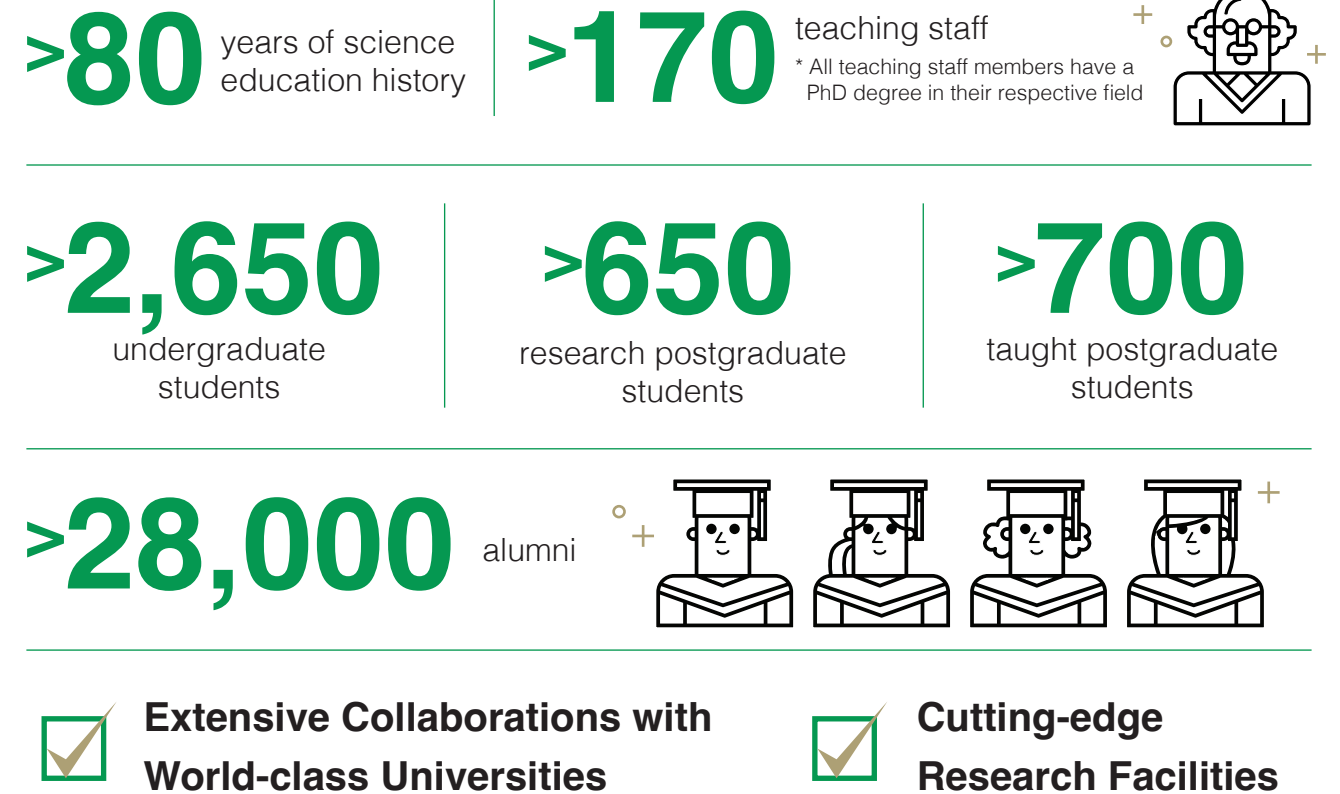 >80 years of science
education history
>170 teaching staff
* All teaching staff members have a
PhD degree in their respective field
>2,650
undergraduate
students
>650
research postgraduate
students
>700
taught postgraduate
students
>28,000 alumni
Extensive Collaborations with
World-class Universities
Cutting-edge
Research Facilities